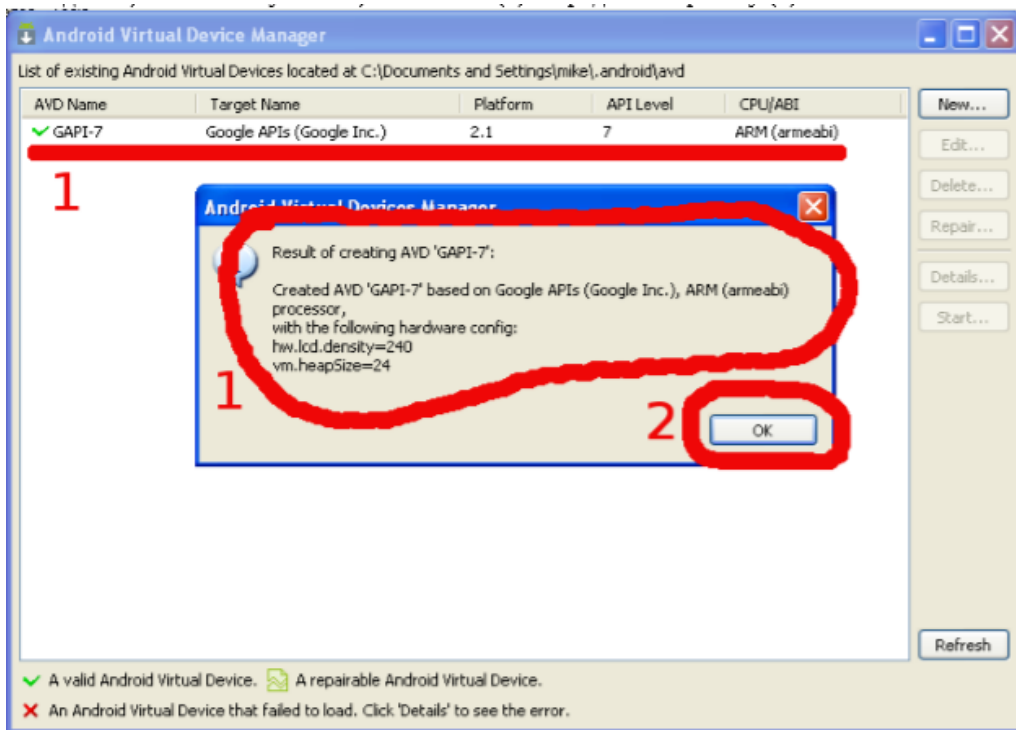 Android Virtual Device Manager
List of existing Android Virtual Devices located at C:\Documents and Settings\mike\.android\avd
AVD Name Target Name Platform API Level CPU/ABI
GAPI-7 Google APIs (Google Inc.) 2.1 7 ARM (armeabi)
New...
Edit...
Delete...
Repair...
Details...
Start...
Refresh
1
Android Virtual Devices Manager
Result of creating AVD 'GAPI-7':
Created AVD 'GAPI-7' based on Google APIs (Google Inc.), ARM (armeabi)
processor,
with the following hardware config:
hw.lcd.density=240
vm.heapSize=24
1
2
OK
A valid Android Virtual Device. A repairable Android Virtual Device.
An Android Virtual Device that failed to load. Click 'Details' to see the error.